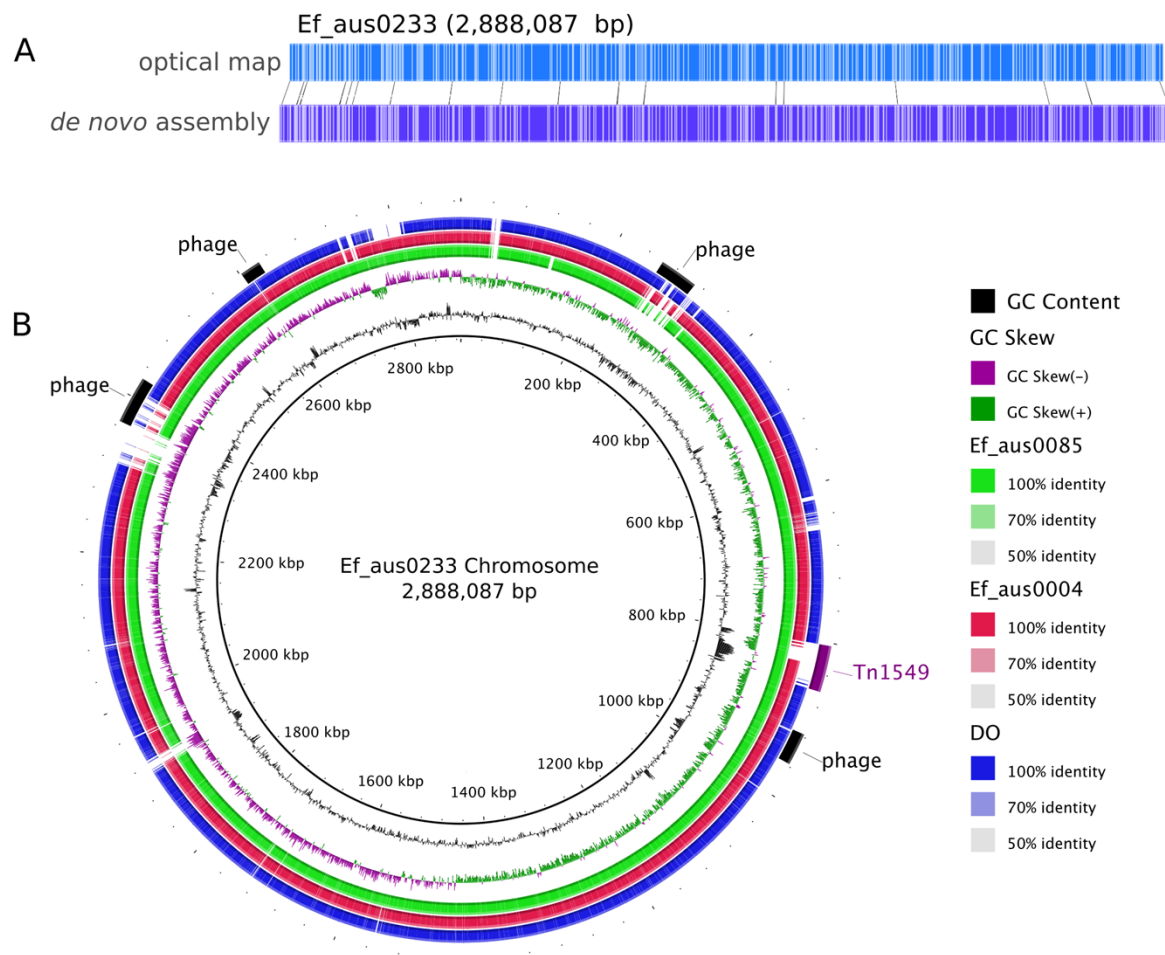 A
Ef_aus0233 (2,888,087 bp)
optical map
de novo assembly
B
phage
phage
phage
phage
Tn1549
200 kbp
400 kbp
600 kbp
800 kbp
1000 kbp
1200 kbp
1400 kbp
1600 kbp
1800 kbp
2000 kbp
2200 kbp
2400 kbp
2600 kbp
2800 kbp
Ef_aus0233 Chromosome
2,888,087 bp
GC Content
GC Skew
GC Skew(-)
GC Skew(+)
Ef_aus0085
100% identity
70% identity
50% identity
Ef_aus0004
100% identity
70% identity
50% identity
DO
100% identity
70% identity
50% identity